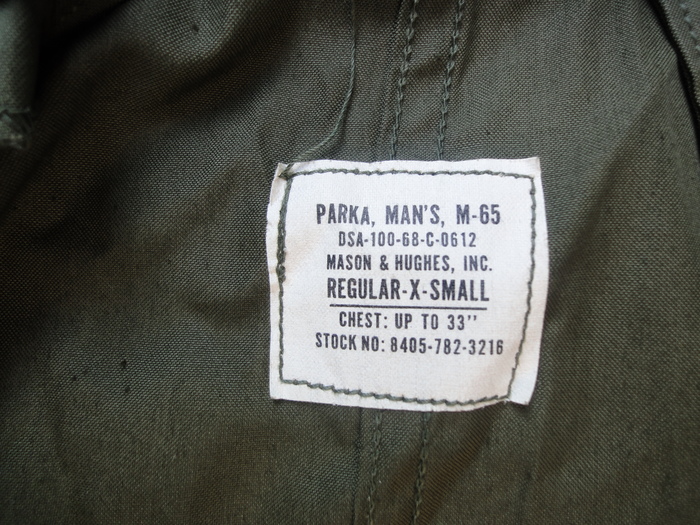 PARKA, MAN'S, M-65
DSA-100-68-C-0612
MASON & HUGHES, INC.
REGULAR-X-SMALL
CHEST: UP TO 33"
STOCK NO: 8405-782-3216